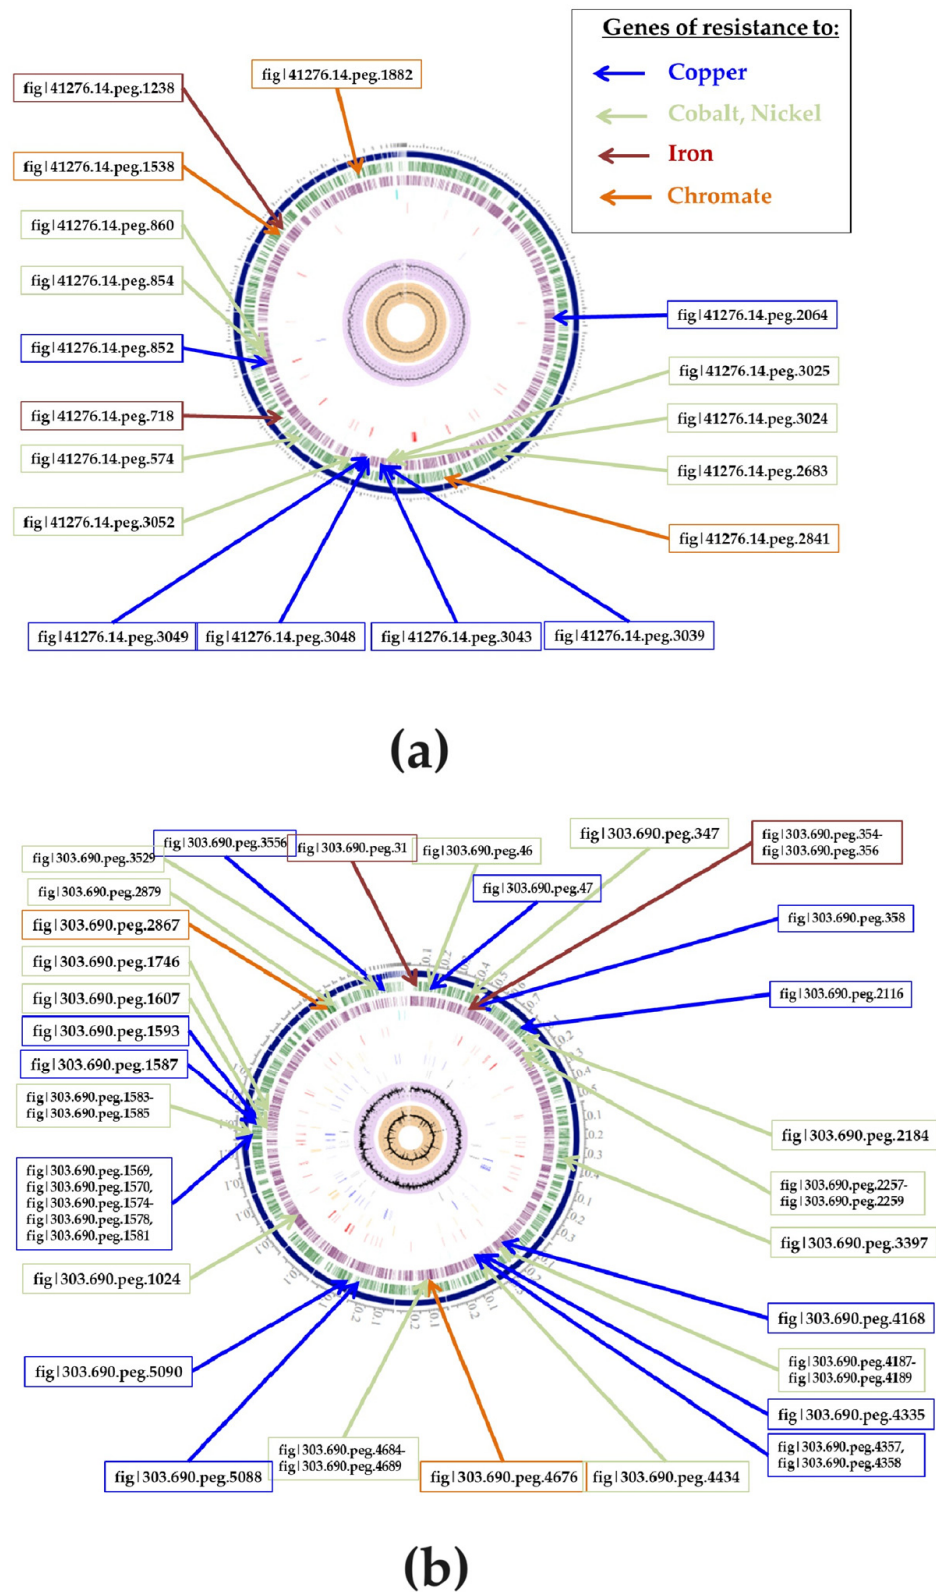 Genes of resistance to:
Copper
Cobalt, Nickel
Iron
Chromate
fig|41276.14.peg.1882
fig|41276.14.peg.1238
fig|41276.14.peg.1538
fig|41276.14.peg.860
fig|41276.14.peg.854
fig|41276.14.peg.852
fig|41276.14.peg.718
fig|41276.14.peg.574
fig|41276.14.peg.3052
fig|41276.14.peg.2064
fig|41276.14.peg.3025
fig|41276.14.peg.3024
fig|41276.14.peg.2683
fig|41276.14.peg.2841
fig|41276.14.peg.3049
fig|41276.14.peg.3048
fig|41276.14.peg.3043
fig|41276.14.peg.3039
(a)
fig|303.690.peg.3556
fig|303.690.peg.31
fig|303.690.peg.46
fig|303.690.peg.347
fig|303.690.peg.354-
fig|303.690.peg.356
fig|303.690.peg.3529
fig|303.690.peg.2879
fig|303.690.peg.47
fig|303.690.peg.2867
fig|303.690.peg.358
fig|303.690.peg.1746
fig|303.690.peg.1607
fig|303.690.peg.2116
fig|303.690.peg.1593
fig|303.690.peg.1587
fig|303.690.peg.1583-
fig|303.690.peg.1585
fig|303.690.peg.2184
fig|303.690.peg.1569,
fig|303.690.peg.1570,
fig|303.690.peg.1574-
fig|303.690.peg.1578,
fig|303.690.peg.1581
fig|303.690.peg.2257-
fig|303.690.peg.2259
fig|303.690.peg.3397
fig|303.690.peg.1024
fig|303.690.peg.4168
fig|303.690.peg.5090
fig|303.690.peg.4187-
fig|303.690.peg.4189
fig|303.690.peg.4335
fig|303.690.peg.4357,
fig|303.690.peg.4358
fig|303.690.peg.5088
fig|303.690.peg.4684-
fig|303.690.peg.4689
fig|303.690.peg.4676
fig|303.690.peg.4434
(b)